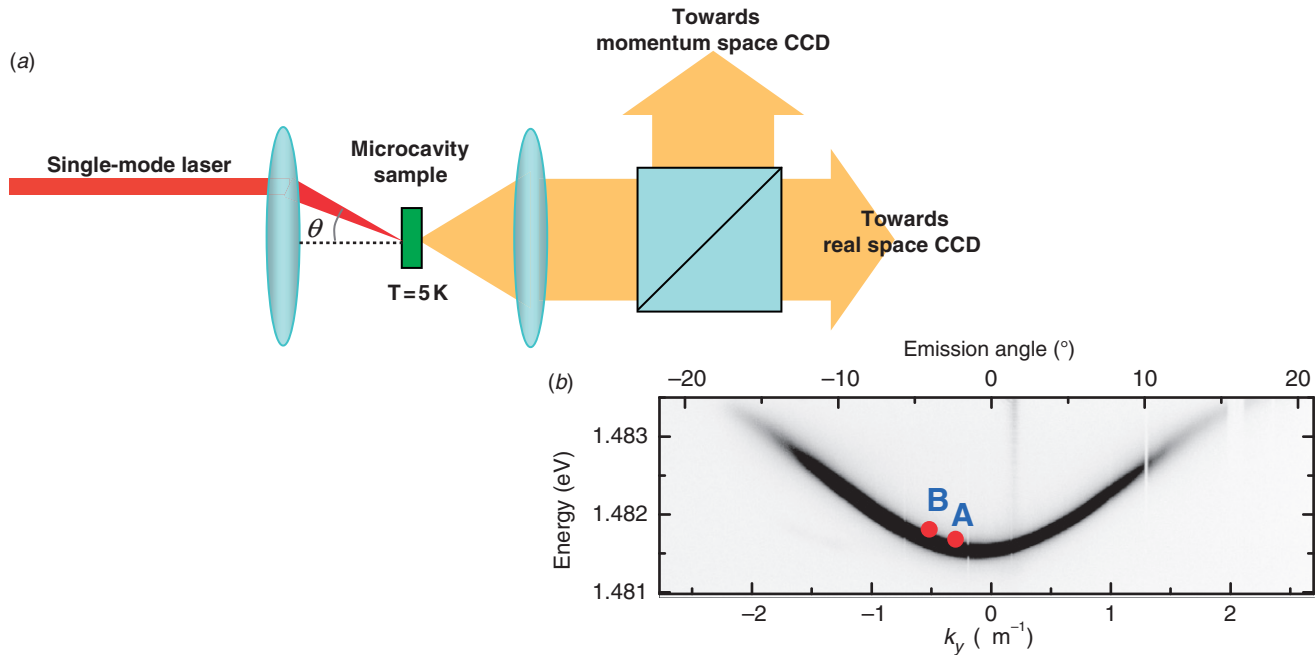 (a)
Towards
momentum space CCD
Single-mode laser
Microcavity
sample
θ
T = 5 K
Towards
real space CCD
(b)
Emission angle (°)
−20 −10 0 10 20
Energy (eV)
1.483
1.482
1.481
B
A
−2 −1 0 1 2
k_y ( m⁻¹)